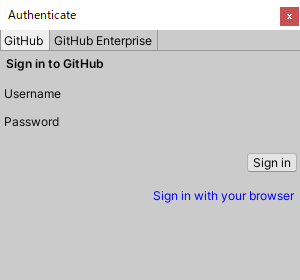 Authenticate
x
GitHub GitHub Enterprise
Sign in to GitHub
Username
Password
Sign in
Sign in with your browser